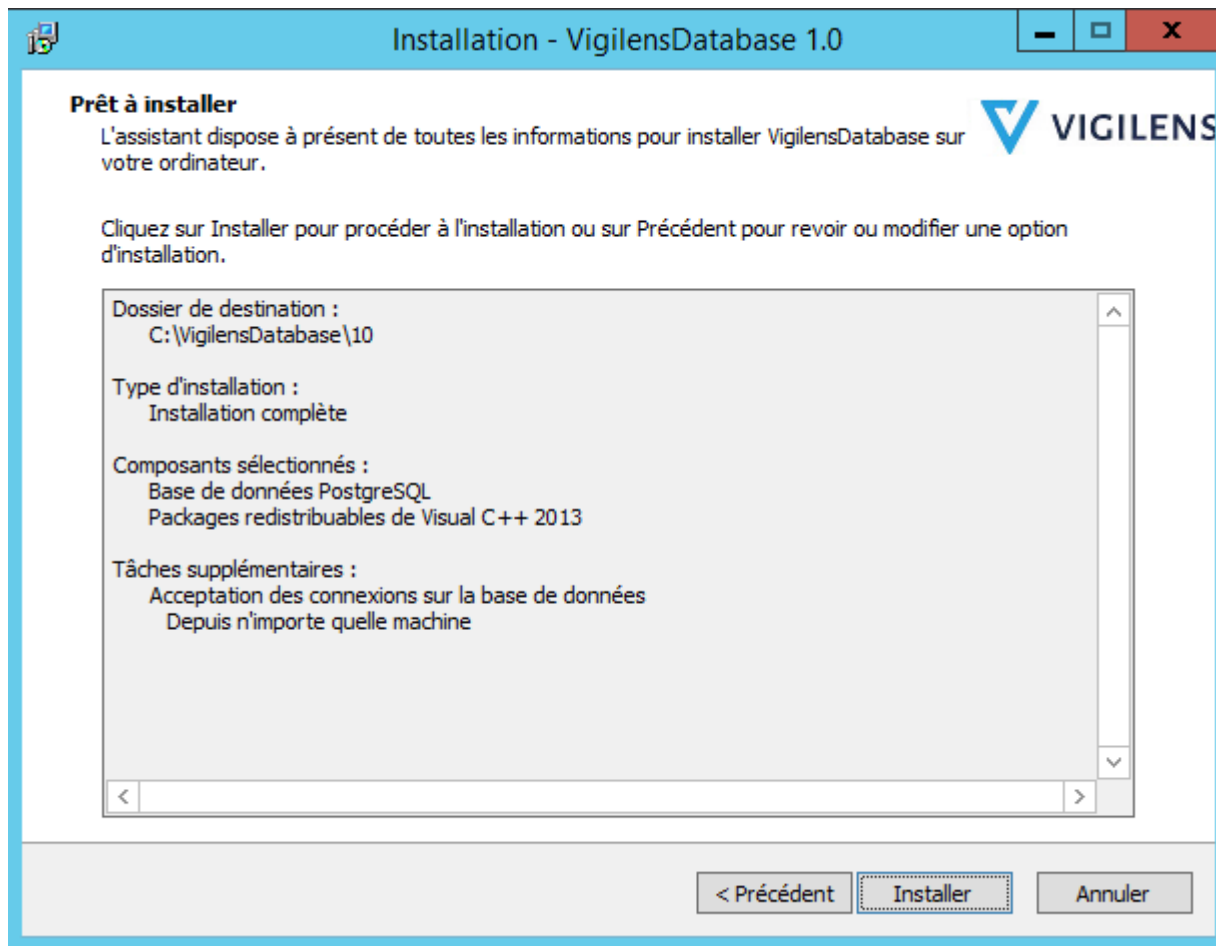 Installation - VigilensDatabase 1.0
Prêt à installer
L'assistant dispose à présent de toutes les informations pour installer VigilensDatabase sur
votre ordinateur.
VIGILENS
Cliquez sur Installer pour procéder à l'installation ou sur Précédent pour revoir ou modifier une option
d'installation.
Dossier de destination :
C:\VigilensDatabase\10
Type d'installation :
Installation complète
Composants sélectionnés :
Base de données PostgreSQL
Packages redistribuables de Visual C++ 2013
Tâches supplémentaires :
Acceptation des connexions sur la base de données
Depuis n'importe quelle machine
< Précédent
Installer
Annuler